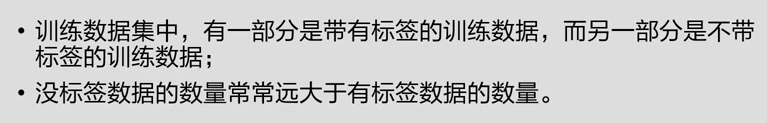 • 训练数据集中，有一部分是带有标签的训练数据，而另一部分是不带
标签的训练数据；
• 没标签数据的数量常常远大于有标签数据的数量。